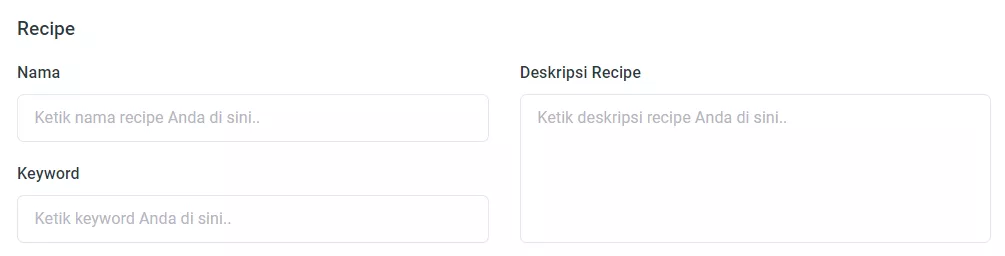 Recipe
Nama
Ketik nama recipe Anda di sini..
Keyword
Ketik keyword Anda di sini..
Deskripsi Recipe
Ketik deskripsi recipe Anda di sini..